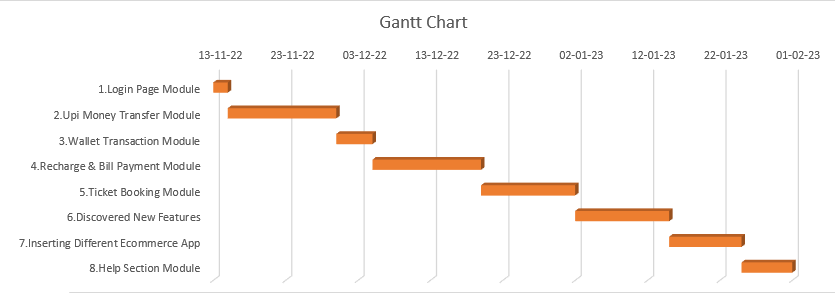 Gantt Chart
13-11-22 23-11-22 03-12-22 13-12-22 23-12-22 02-01-23 12-01-23 22-01-23 01-02-23
1.Login Page Module
2.Upi Money Transfer Module
3.Wallet Transaction Module
4.Recharge & Bill Payment Module
5.Ticket Booking Module
6.Discovered New Features
7.Inserting Different Ecommerce App
8.Help Section Module